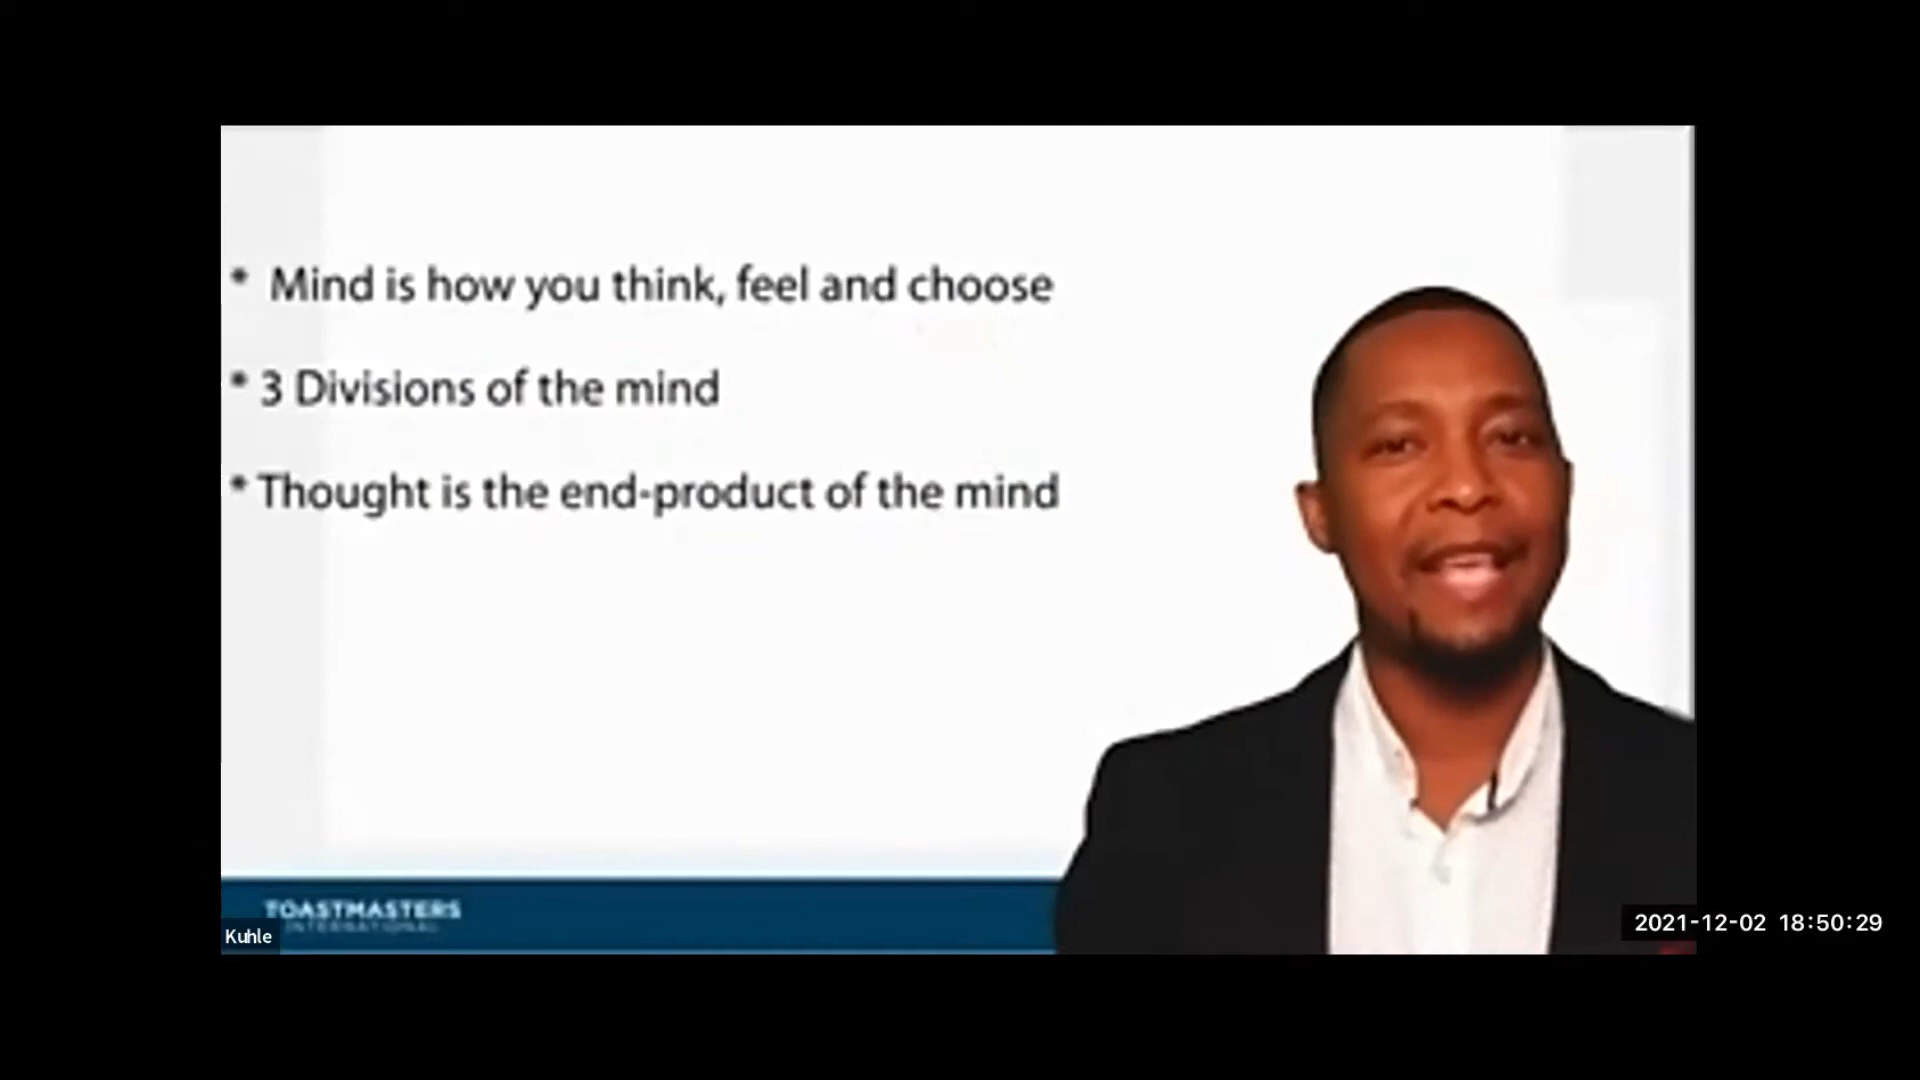 * Mind is how you think, feel and choose
* 3 Divisions of the mind
* Thought is the end-product of the mind
TOASTMASTERS
INTERNATIONAL
Kuhle
2021-12-02 18:50:29